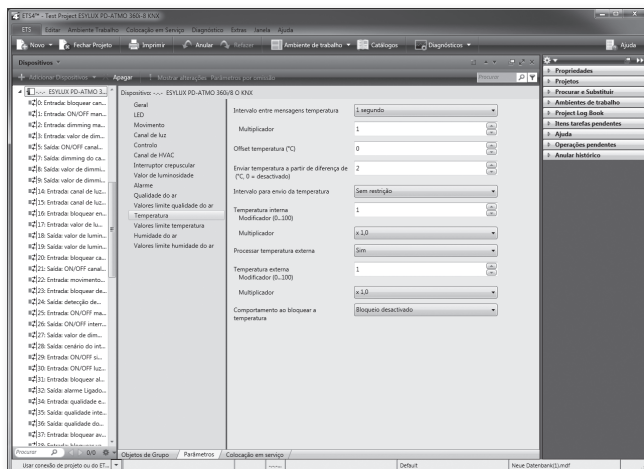 ETS4™ - Test Project ESYLUX PD-ATMO 360i-8 KNX
ETS Editar Ambiente Trabalho Colocação em Serviço Diagnóstico Extras Janela Ajuda
Novo Fechar Projeto Imprimir Anular Refazer Ambiente de trabalho Catálogos Diagnósticos Ajuda
Dispositivos
Adicione Dispositivos Apagar Mostrar alterações Parâmetros por omissão Procurar
-.-.- ESYLUX PD-ATMO 3...
0: Entrada: bloquear can...
1: Entrada: ON/OFF man...
2: Entrada: dimming ma...
3: Entrada: valor de dim...
5: Saída: ON/OFF canal...
7: Saída: dimming do ca...
8: Saída: valor de dimmi...
9: Saída: valor de dimmi...
14: Entrada: canal de luz...
15: Entrada: canal de luz...
16: Entrada: bloquear en...
17: Entrada: valor de lu...
18: Saída: valor de lumin...
19: Saída: valor de lumin...
20: Entrada: bloquear ca...
21: Saída: ON/OFF canal...
22: Entrada: movimento...
23: Entrada: bloquear de...
24: Saída: detecção de...
25: Entrada: ON/OFF ma...
26: Saída: ON/OFF interr...
27: Saída: valor de dim...
28: Saída: cenário do int...
29: Entrada: ON/OFF si...
30: Entrada: ON/OFF luz...
31: Entrada: bloquear al...
32: Saída: alarme Ligado...
34: Entrada: qualidade e...
35: Saída: qualidade inte...
36: Saída: qualidade do...
37: Entrada: bloquear av...
Procurar 0/0
Dispositivo: -.-.- ESYLUX PD-ATMO 360i/8 O KNX
Geral
LED
Movimento
Canal de luz
Controlo
Canal de HVAC
Interruptor crepuscular
Valor de luminosidade
Alarme
Qualidade do ar
Valores limite qualidade do ar
Temperatura
Valores limite temperatura
Humidade do ar
Valores limite humidade do ar
Intervalo entre mensagens temperatura 1 segundo
Multiplicador 1
Offset temperatura (°C) 0
Enviar temperatura a partir de diferença de 2
(°C, 0 = desactivado)
Intervalo para envio da temperatura Sem restrição
Temperatura interna 1
Modificador (0...100)
Multiplicador x 1,0
Processar temperatura externa Sim
Temperatura externa 1
Modificador (0...100)
Multiplicador x 1,0
Comportamento ao bloquear a Bloqueio desactivado
temperatura
Objetos de Grupo Parâmetros Colocação em serviço
Propriedades
Projetos
Procurar e Substituir
Ambientes de trabalho
Project Log Book
Itens tarefas pendentes
Ajuda
Operações pendentes
Anular histórico
Usar conexão de projeto ou do ET... Default Neue Datenbank(1).mdf